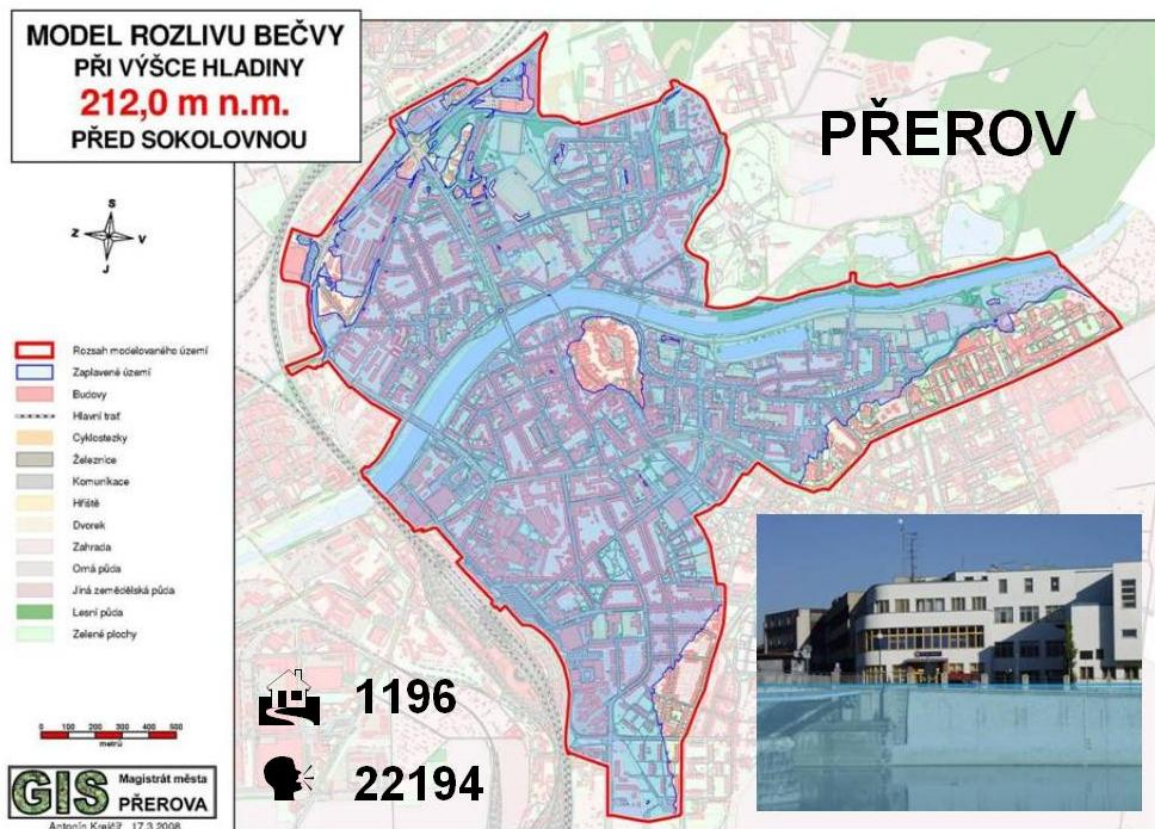 MODEL ROZLIVU BEČVY
PŘI VÝŠCE HLADINY
212,0 m n.m.
PŘED SOKOLOVNOU
PŘEROV
S
Z V
J
Rozsah modelovaného území
Zaplavené území
Budovy
Hlavní trať
Cyklostezky
Železnice
Komunikace
Hřiště
Dvorek
Zahrada
Orná půda
Jiná zemědělská půda
Lesní půda
Zelené plochy
1196
22194
0 100 200 300 400 500
metrů
GIS Magistrát města
PŘEROVA
Antonín Krejčíř 17.3.2008